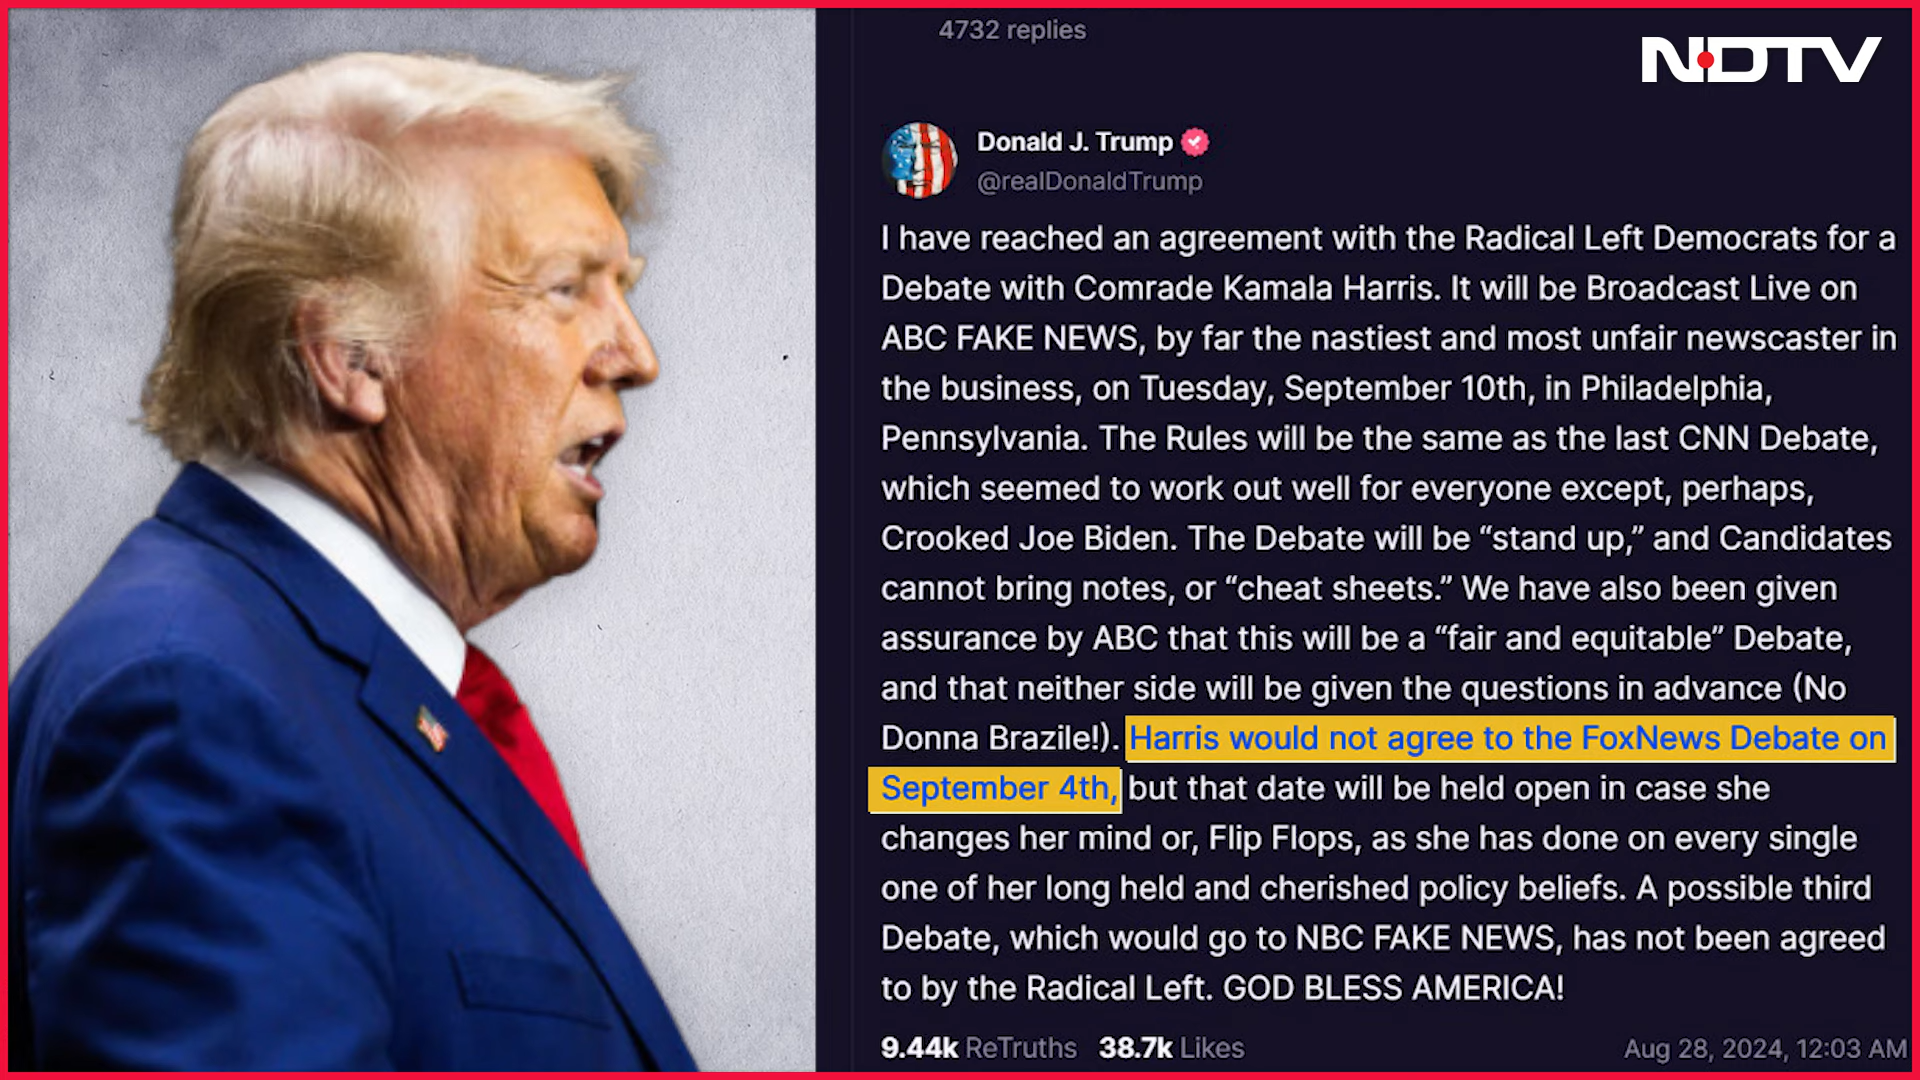 4732 replies
NDTV
Donald J. Trump
@realDonaldTrump
I have reached an agreement with the Radical Left Democrats for a
Debate with Comrade Kamala Harris. It will be Broadcast Live on
ABC FAKE NEWS, by far the nastiest and most unfair newscaster in
the business, on Tuesday, September 10th, in Philadelphia,
Pennsylvania. The Rules will be the same as the last CNN Debate,
which seemed to work out well for everyone except, perhaps,
Crooked Joe Biden. The Debate will be “stand up,” and Candidates
cannot bring notes, or “cheat sheets.” We have also been given
assurance by ABC that this will be a “fair and equitable” Debate,
and that neither side will be given the questions in advance (No
Donna Brazile!). Harris would not agree to the FoxNews Debate on
September 4th, but that date will be held open in case she
changes her mind or, Flip Flops, as she has done on every single
one of her long held and cherished policy beliefs. A possible third
Debate, which would go to NBC FAKE NEWS, has not been agreed
to by the Radical Left. GOD BLESS AMERICA!
9.44k ReTruths 38.7k Likes Aug 28, 2024, 12:03 AM